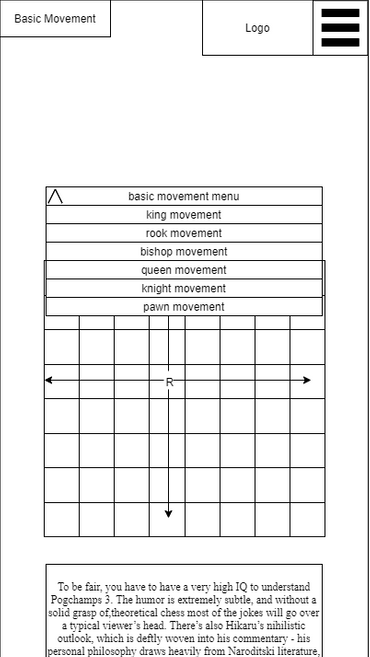 Basic Movement
Logo
basic movement menu
king movement
rook movement
bishop movement
queen movement
knight movement
pawn movement
R
To be fair, you have to have a very high IQ to understand
Pogchamps 3. The humor is extremely subtle, and without a
solid grasp of,theoretical chess most of the jokes will go over
a typical viewer's head. There's also Hikaru's nihilistic
outlook, which is deftly woven into his commentary - his
personal philosophy draws heavily from Naroditski literature,